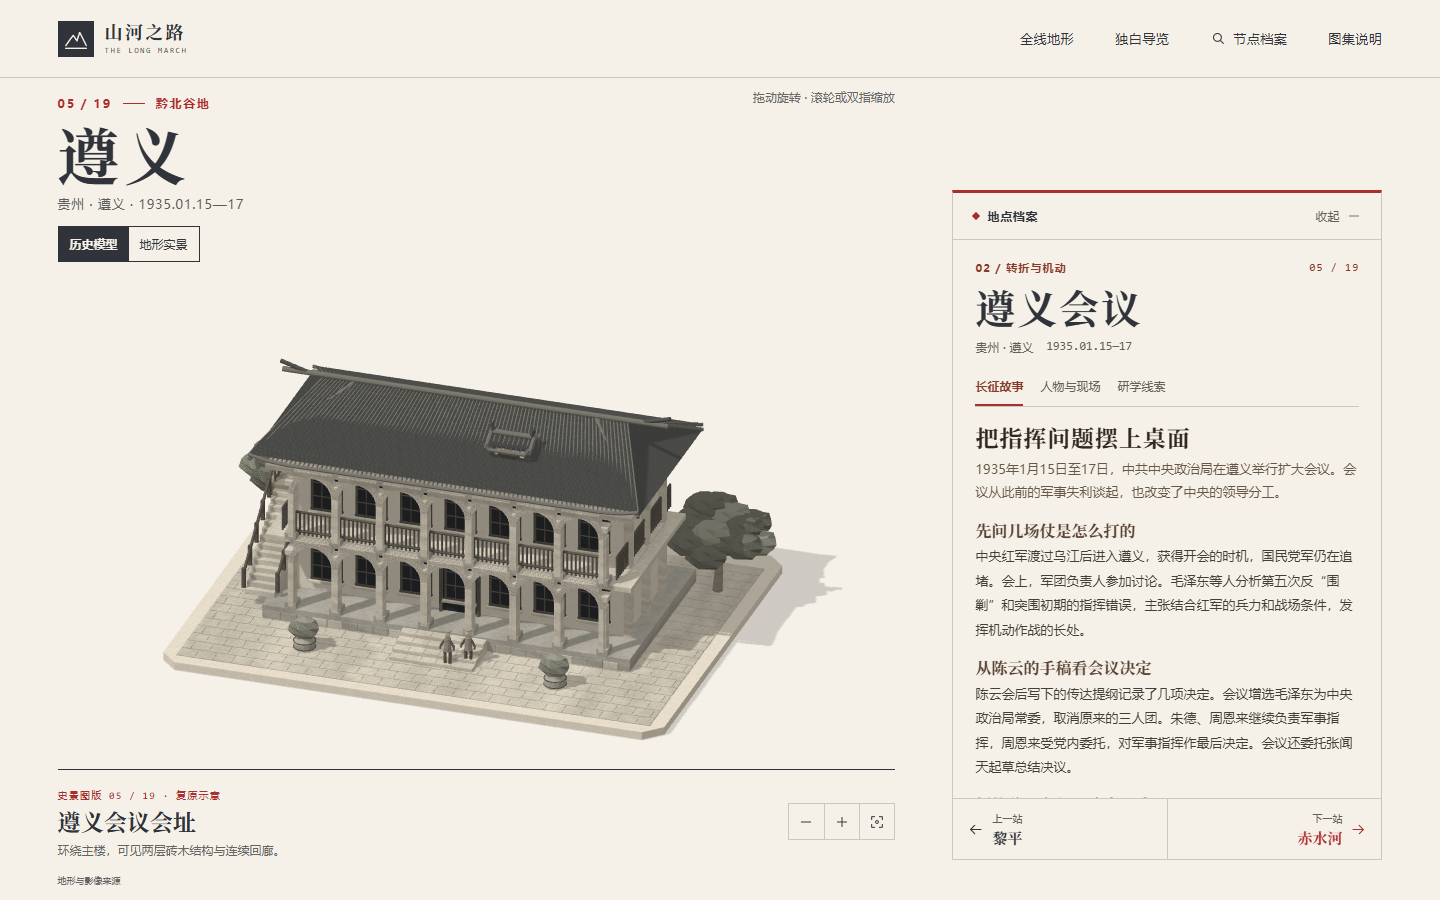 山河之路
THE LONG MARCH
全线地形
独白导览
节点档案
图集说明
05 / 19 —— 黔北谷地
拖动旋转 · 滚轮或双指缩放
遵义
贵州 · 遵义 · 1935.01.15—17
历史模型
地形实景
地点档案
收起
02 / 转折与机动
05 / 19
遵义会议
贵州 · 遵义 1935.01.15—17
长征故事
人物与现场
研学线索
把指挥问题摆上桌面
1935年1月15日至17日，中共中央政治局在遵义举行扩大会议。会
议从此前的军事失利谈起，也改变了中央的领导分工。
先问几场仗是怎么打的
中央红军渡过乌江后进入遵义，获得开会的时机，国民党军仍在追
堵。会上，军团负责人参加讨论。毛泽东等人分析第五次反“围
剿”和突围初期的指挥错误，主张结合红军的兵力和战场条件，发
挥机动作战的长处。
从陈云的手稿看会议决定
陈云会后写下的传达提纲记录了几项决定。会议增选毛泽东为中央
政治局常委，取消原来的三人团。朱德、周恩来继续负责军事指
挥，周恩来受党内委托，对军事指挥作最后决定。会议还委托张闻
天起草总结决议。
上一站
黎平
下一站
赤水河
史景图版 05 / 19 · 复原示意
遵义会议会址
环绕主楼，可见两层砖木结构与连续回廊。
地形与影像来源